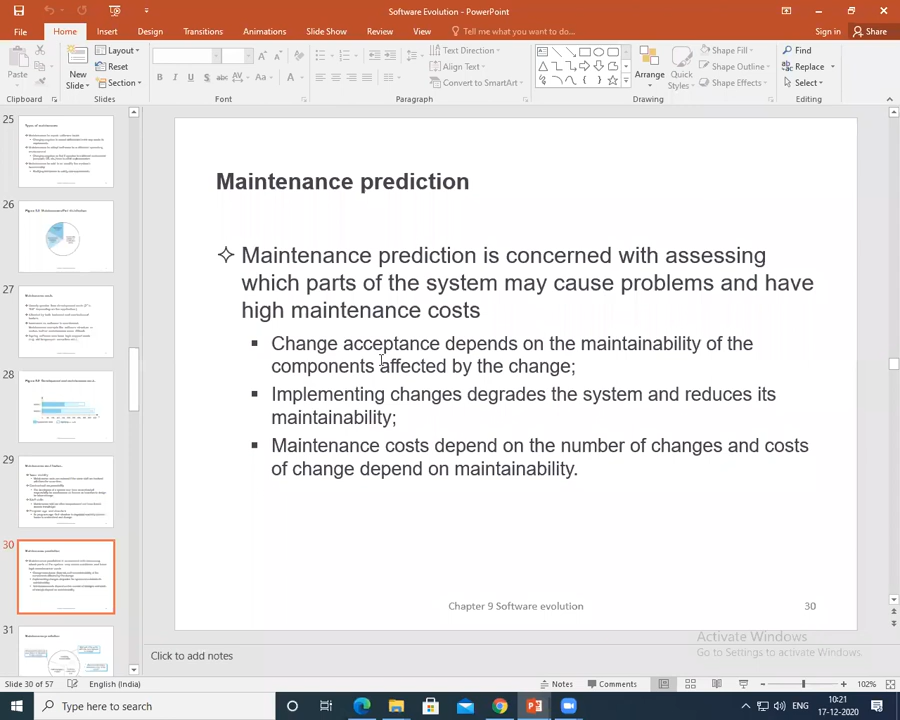 Software Evolution - PowerPoint
File Home Insert Design Transitions Animations Slide Show Review View Tell me what you want to do... Sign in Share
Paste
New
Slide
Layout
Reset
Section
B I U S abc AV Aa A
Text Direction
Align Text
Convert to SmartArt
Arrange
Quick
Styles
Shape Fill
Shape Outline
Shape Effects
Find
Replace
Select
Clipboard Slides Font Paragraph Drawing Editing
25
26
27
28
29
30
31
Maintenance prediction
Maintenance prediction is concerned with assessing
which parts of the system may cause problems and have
high maintenance costs
Change acceptance depends on the maintainability of the
components affected by the change;
Implementing changes degrades the system and reduces its
maintainability;
Maintenance costs depend on the number of changes and costs
of change depend on maintainability.
Chapter 9 Software evolution 30
Activate Windows
Go to Settings to activate Windows.
Click to add notes
Slide 30 of 57 English (India) Notes Comments 102%
Type here to search
ENG
10:21
17-12-2020